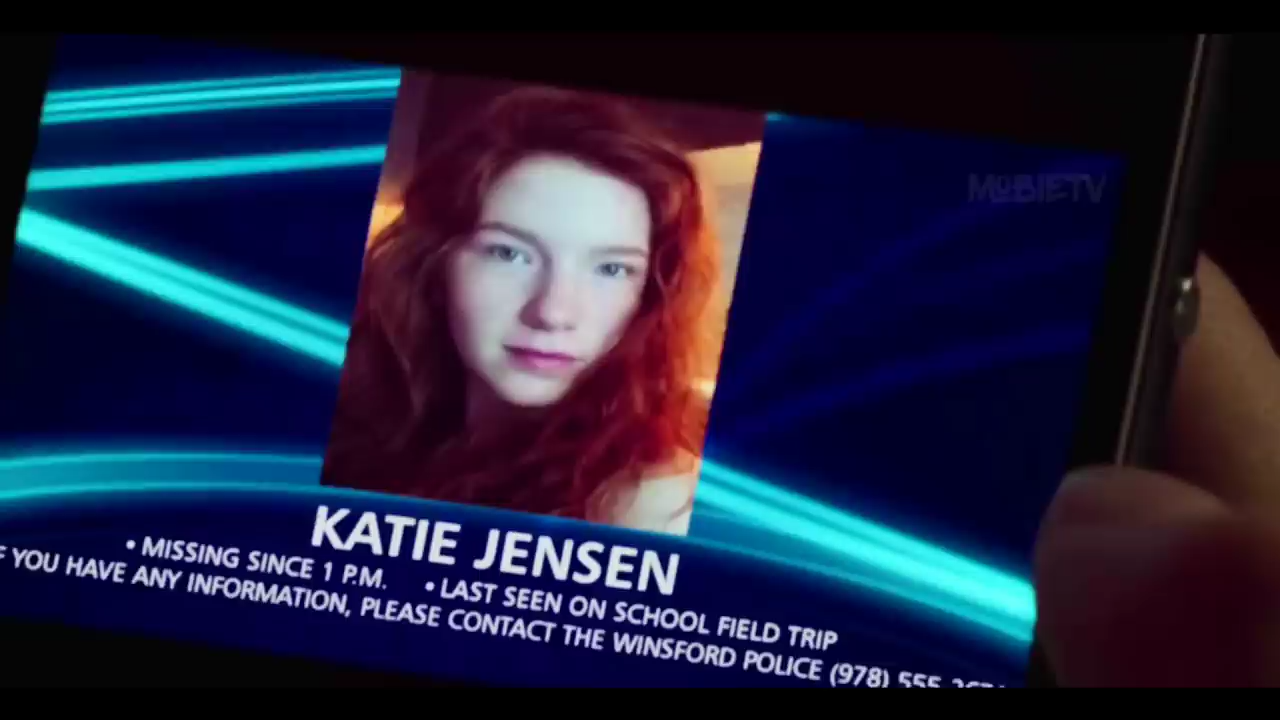 MOBIETV
KATIE JENSEN
• MISSING SINCE 1 P.M. • LAST SEEN ON SCHOOL FIELD TRIP
YOU HAVE ANY INFORMATION, PLEASE CONTACT THE WINSFORD POLICE (978) 555